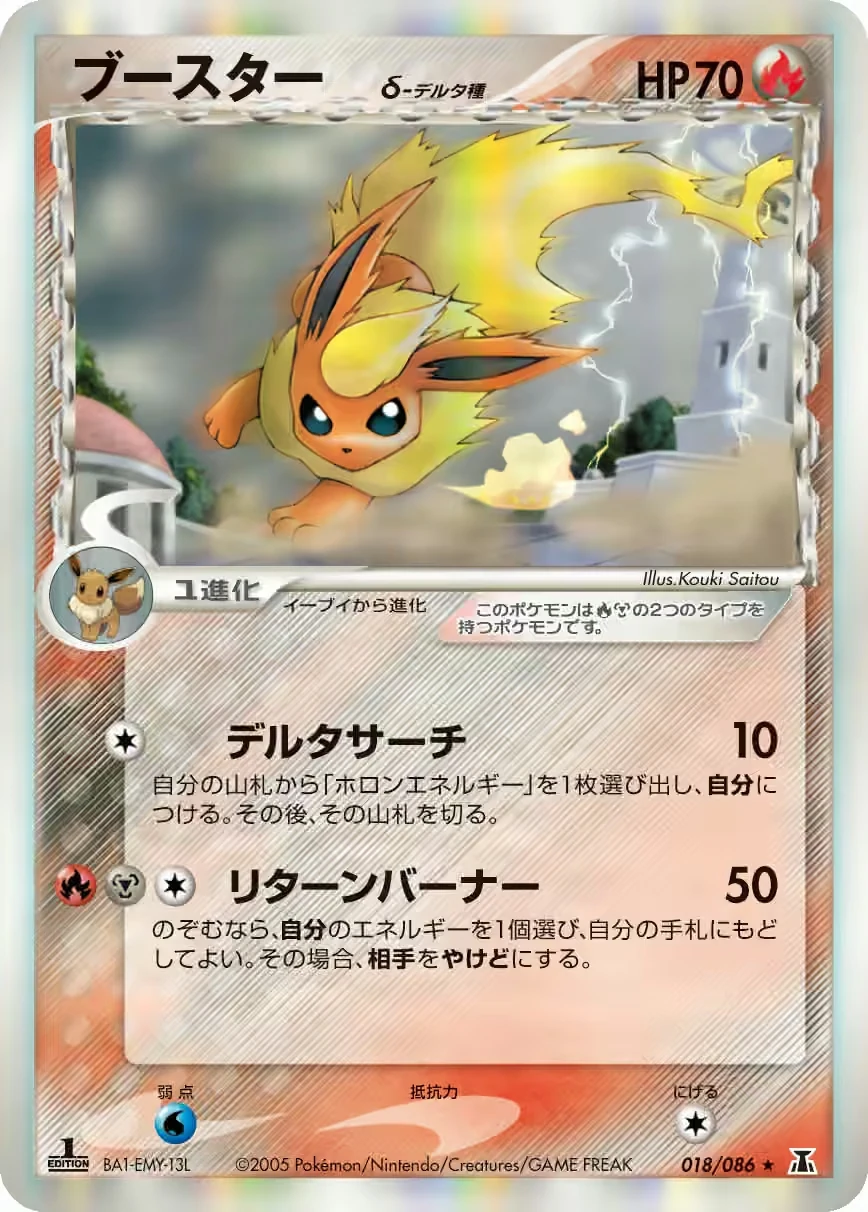 ブースター δ-デルタ種 HP70
Illus.Kouki Saitou
1進化 イーブイから進化
このポケモンは🔥⚙の2つのタイプを
持つポケモンです。
デルタサーチ 10
自分の山札から「ホロンエネルギー」を1枚選び出し、自分に
つける。その後、その山札を切る。
リターンバーナー 50
のぞむなら、自分のエネルギーを1個選び、自分の手札にもど
してよい。その場合、相手をやけどにする。
弱点 抵抗力 にげる
1 EDITION BA1-EMY-13L ©2005 Pokémon/Nintendo/Creatures/GAME FREAK 018/086 ★